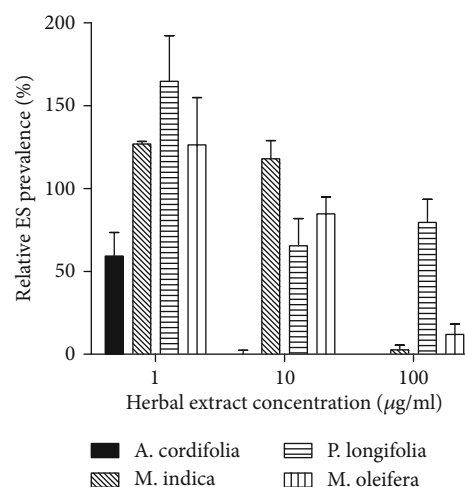 Relative ES prevalence (%)
200
150
100
50
0
1 10 100
Herbal extract concentration (μg/ml)
A. cordifolia P. longifolia
M. indica M. oleifera